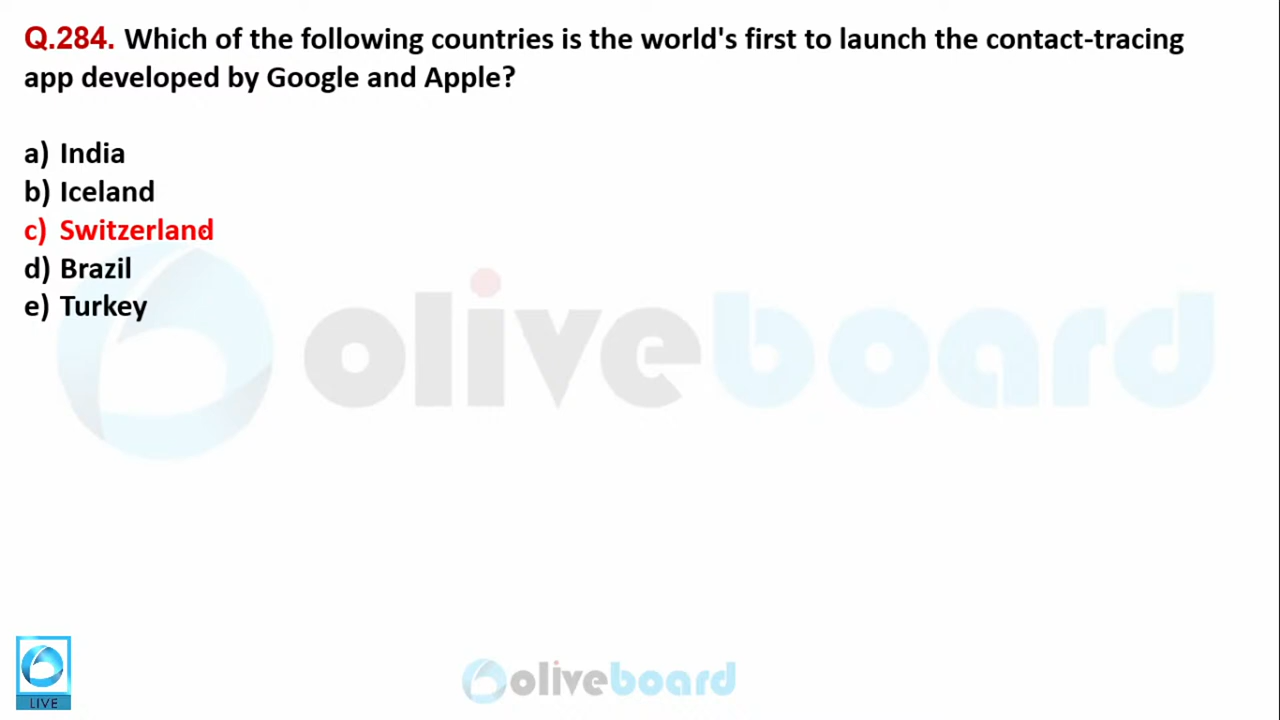 Q.284. Which of the following countries is the world's first to launch the contact-tracing
app developed by Google and Apple?
a) India
b) Iceland
c) Switzerland
d) Brazil
e) Turkey
oliveboard
LIVE
oliveboard